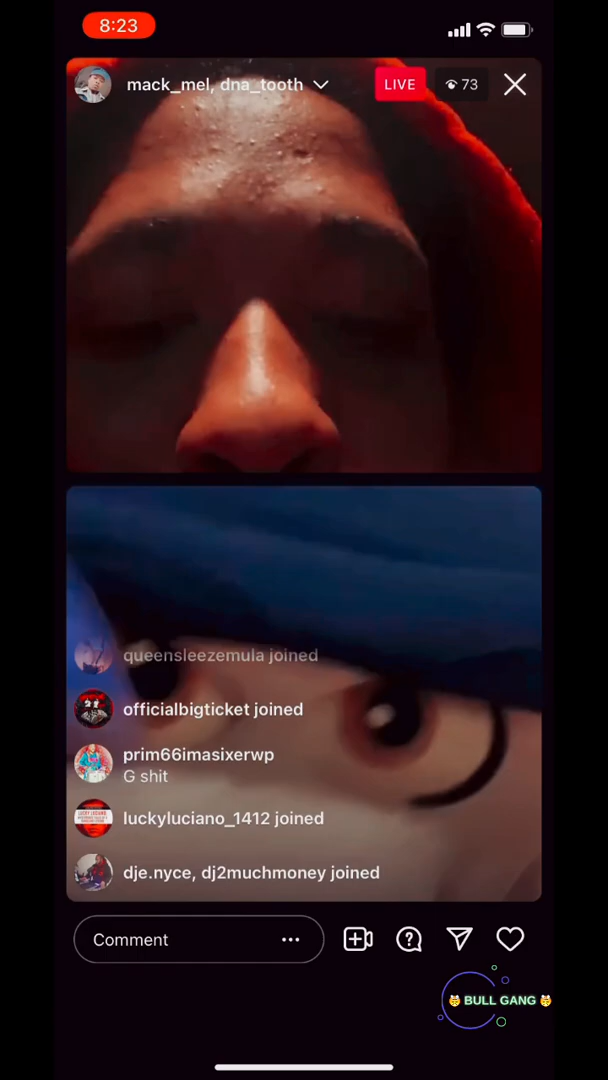 8:23
mack_mel, dna_tooth
LIVE
73
queensleezemula joined
officialbigticket joined
prim66imasixerwp
G shit
luckyluciano_1412 joined
dje.nyce, dj2muchmoney joined
Comment
BULL GANG